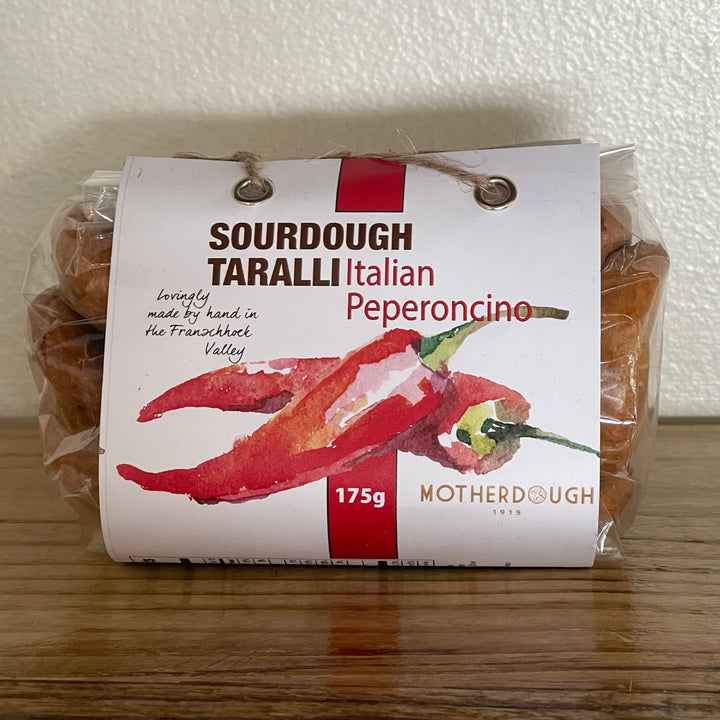 SOURDOUGH
TARALLI Italian
Peperoncino
Lovingly
made by hand in
the Franschhoek
Valley
175g
MOTHERDOUGH
1919